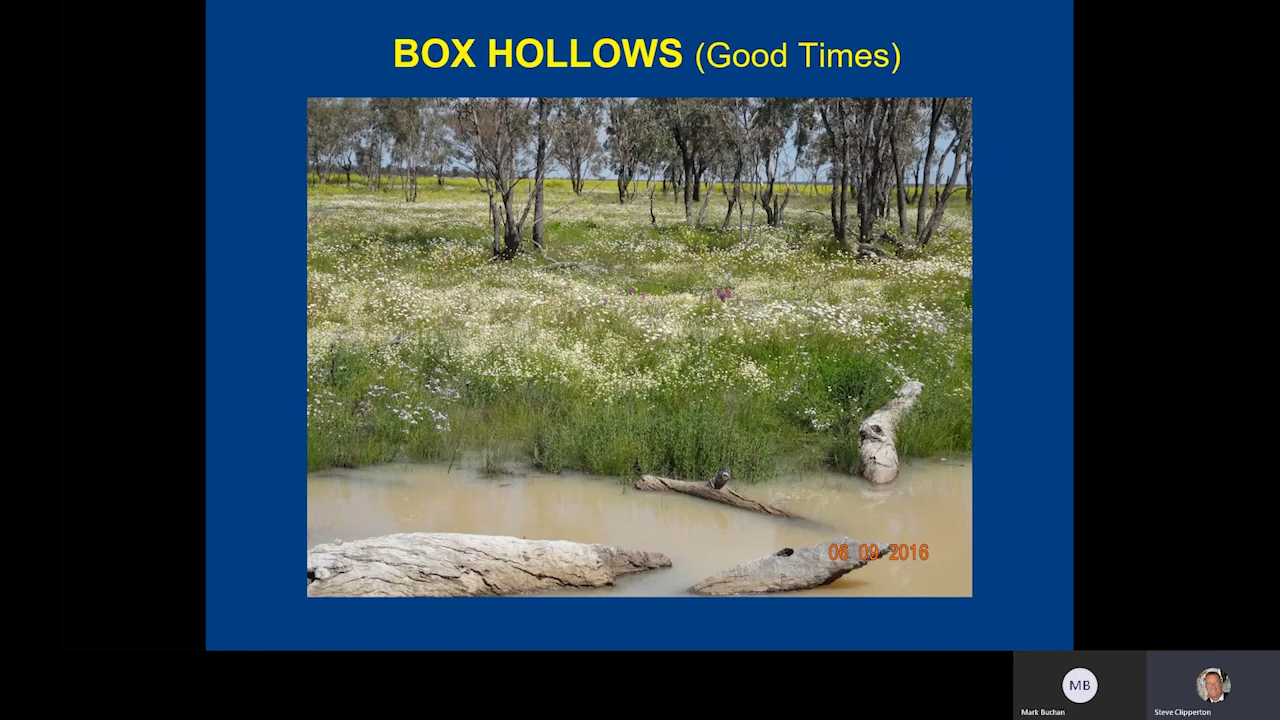 BOX HOLLOWS (Good Times)
06 09 2016
MB
Mark Buchan
Steve Clipperton